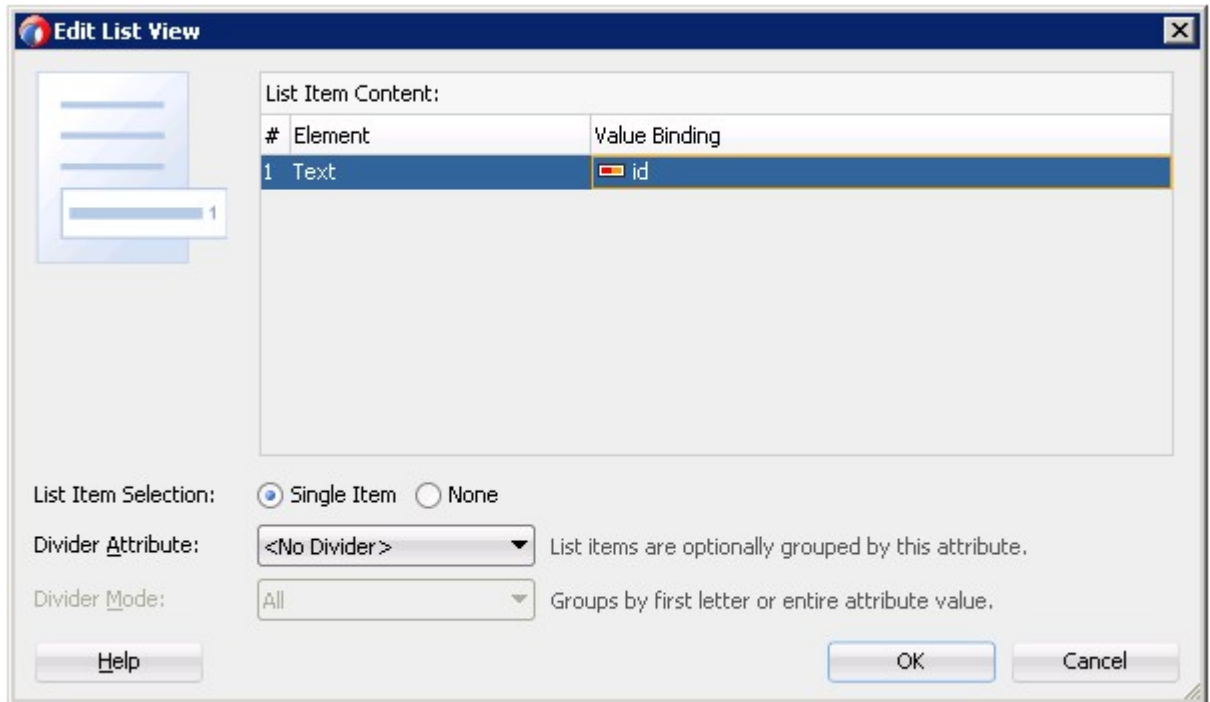 Edit List View
List Item Content:
# Element Value Binding
1 Text id
1
List Item Selection: Single Item None
Divider Attribute: <No Divider> List items are optionally grouped by this attribute.
Divider Mode: All Groups by first letter or entire attribute value.
Help OK Cancel